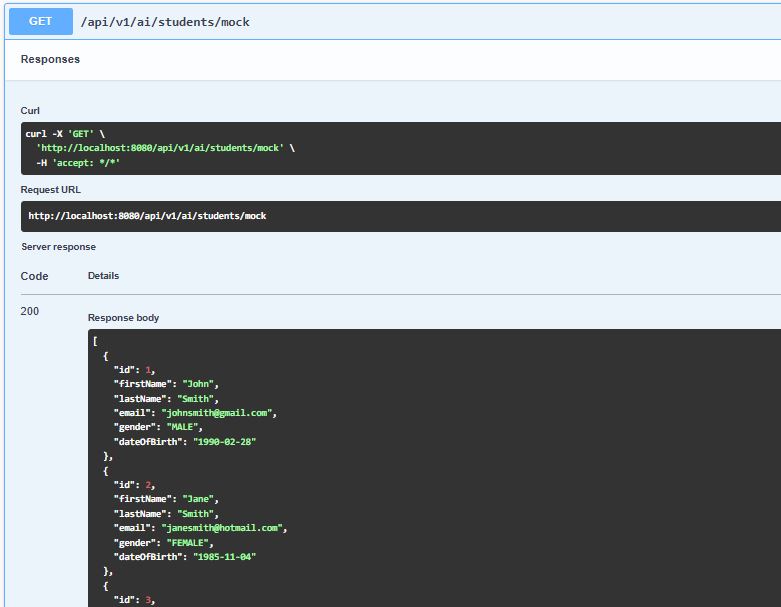 GET /api/v1/ai/students/mock
Responses
Curl
curl -X 'GET' \
'http://localhost:8080/api/v1/ai/students/mock' \
-H 'accept: */*'
Request URL
http://localhost:8080/api/v1/ai/students/mock
Server response
Code Details
200
Response body
[
{
"id": 1,
"firstName": "John",
"lastName": "Smith",
"email": "johnsmith@gmail.com",
"gender": "MALE",
"dateOfBirth": "1990-02-28"
},
{
"id": 2,
"firstName": "Jane",
"lastName": "Smith",
"email": "janesmith@hotmail.com",
"gender": "FEMALE",
"dateOfBirth": "1985-11-04"
},
{
"id": 3,